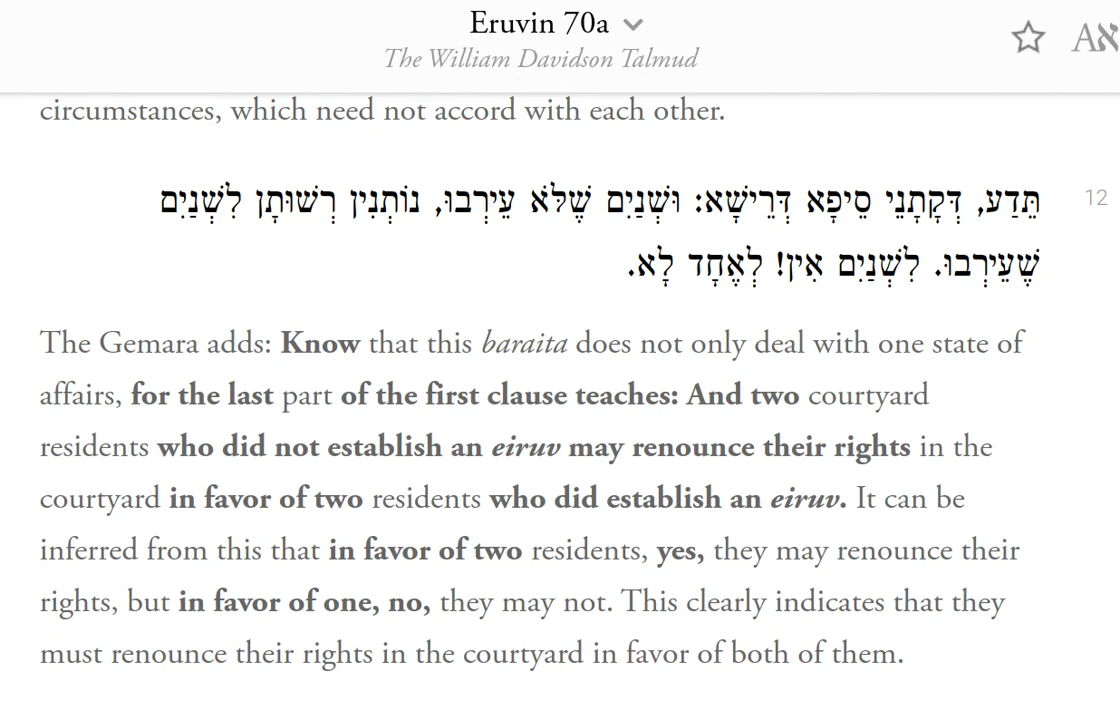 Eruvin 70a
The William Davidson Talmud
circumstances, which need not accord with each other.
תֵּדַע, דְּקָתָנֵי סֵיפָא דְּרֵישָׁא: וּשְׁנַיִם שֶׁלֹּא עֵירְבוּ, נוֹתְנִין רְשׁוּתָן לִשְׁנַיִם
12
שֶׁעֵירְבוּ. לִשְׁנַיִם אִין! לְאֶחָד לָא.
The Gemara adds: Know that this baraita does not only deal with one state of
affairs, for the last part of the first clause teaches: And two courtyard
residents who did not establish an eiruv may renounce their rights in the
courtyard in favor of two residents who did establish an eiruv. It can be
inferred from this that in favor of two residents, yes, they may renounce their
rights, but in favor of one, no, they may not. This clearly indicates that they
must renounce their rights in the courtyard in favor of both of them.